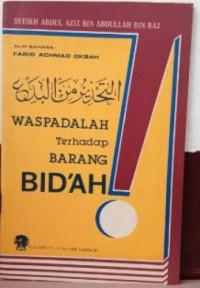 SYEIKH ABDUL AZIZ BIN ABDULLAH BIN BAZ
ALIH BAHASA:
FARID ACHMAD OKBAH
التحذير من البدع
WASPADALAH
Terhadap
BARANG
BID'AH
!